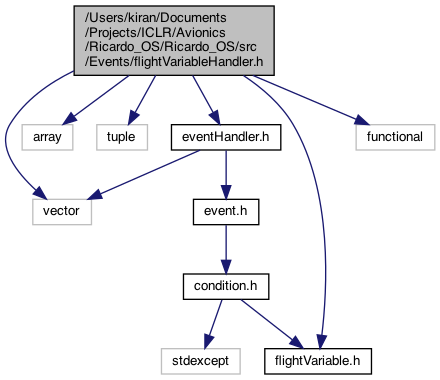 /Users/kiran/Documents
/Projects/ICLR/Avionics
/Ricardo_OS/Ricardo_OS/src
/Events/flightVariableHandler.h
array
tuple
eventHandler.h
functional
vector
event.h
condition.h
stdexcept
flightVariable.h